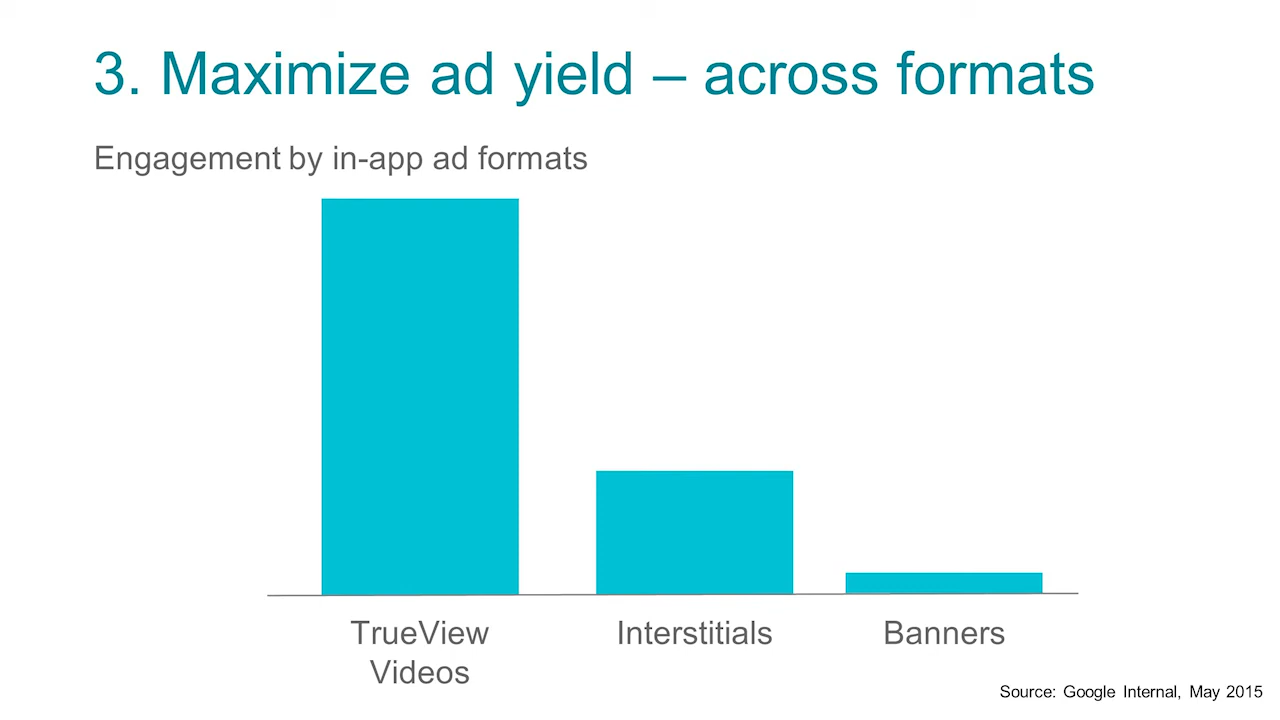 3. Maximize ad yield – across formats
Engagement by in-app ad formats
TrueView
Videos
Interstitials
Banners
Source: Google Internal, May 2015